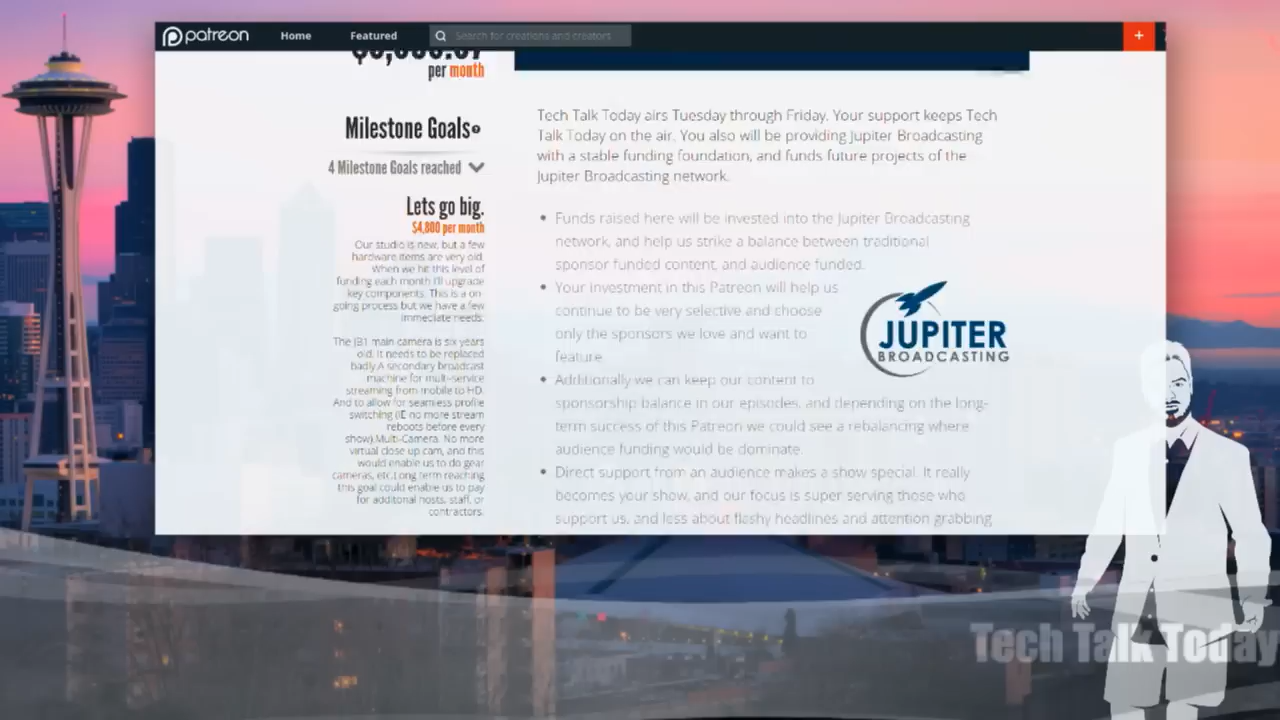 patreon
Home
Featured
Search for creations and creators
+
per month
Milestone Goals
4 Milestone Goals reached
Lets go big.
$4,800 per month
Our studio is new, but a few
hardware items are very old.
When we hit this level of
funding each month I'll upgrade
key components. This is a on-
going process but we have a few
immediate needs:
The JB1 main camera is six years
old. It needs to be replaced
badly.A secondary broadcast
machine for multi-service
streaming from mobile to HD.
And to allow for seamless profile
switching (IE no more stream
reboots before every
show).Multi-Camera. No more
virtual close up cam, and this
would enable us to do gear
cameras, etc.Long term reaching
this goal could enable us to pay
for additonal hosts, staff, or
contractors.
Tech Talk Today airs Tuesday through Friday. Your support keeps Tech
Talk Today on the air. You also will be providing Jupiter Broadcasting
with a stable funding foundation, and funds future projects of the
Jupiter Broadcasting network.
• Funds raised here will be invested into the Jupiter Broadcasting
network, and help us strike a balance between traditional
sponsor funded content, and audience funded.
• Your investment in this Patreon will help us
continue to be very selective and choose
only the sponsors we love and want to
feature.
• Additionally we can keep our content to
sponsorship balance in our episodes, and depending on the long-
term success of this Patreon we could see a rebalancing where
audience funding would be dominate.
• Direct support from an audience makes a show special. It really
becomes your show, and our focus is super serving those who
support us, and less about flashy headlines and attention grabbing
JUPITER
BROADCASTING
Tech Talk Today